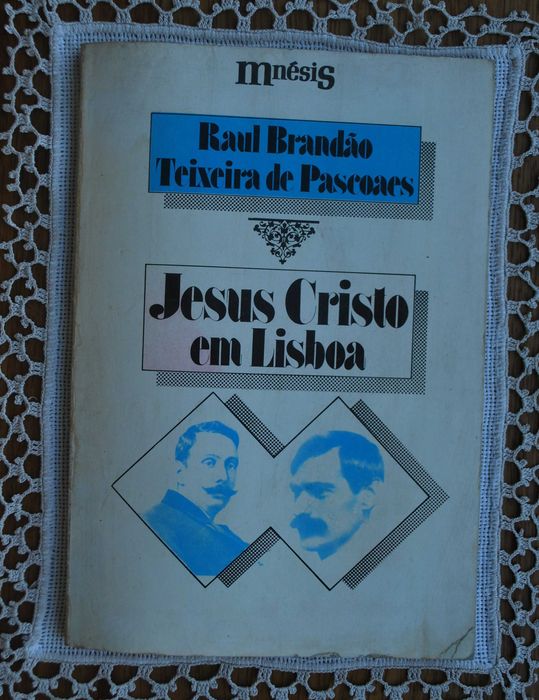 mnésis
Raul Brandão
Teixeira de Pascoaes
Jesus Cristo
em Lisboa